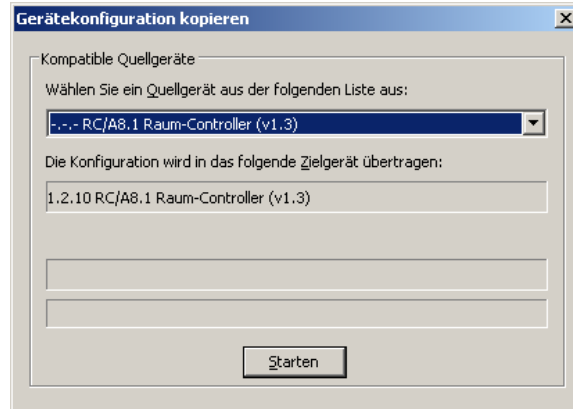 Gerätekonfiguration kopieren
Kompatible Quellgeräte
Wählen Sie ein Quellgerät aus der folgenden Liste aus:
-.-.- RC/A8.1 Raum-Controller (v1.3)
Die Konfiguration wird in das folgende Zielgerät übertragen:
1.2.10 RC/A8.1 Raum-Controller (v1.3)
Starten